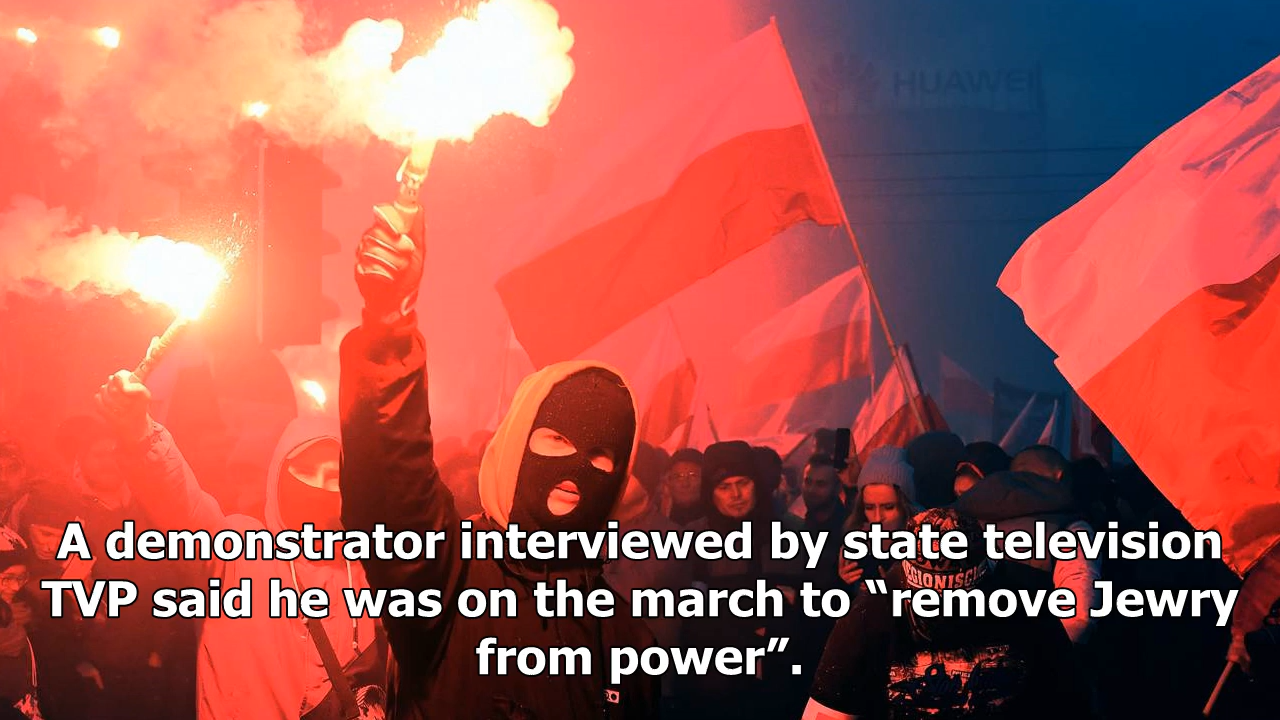 HUAWEI
A demonstrator interviewed by state television
TVP said he was on the march to “remove Jewry
from power”.